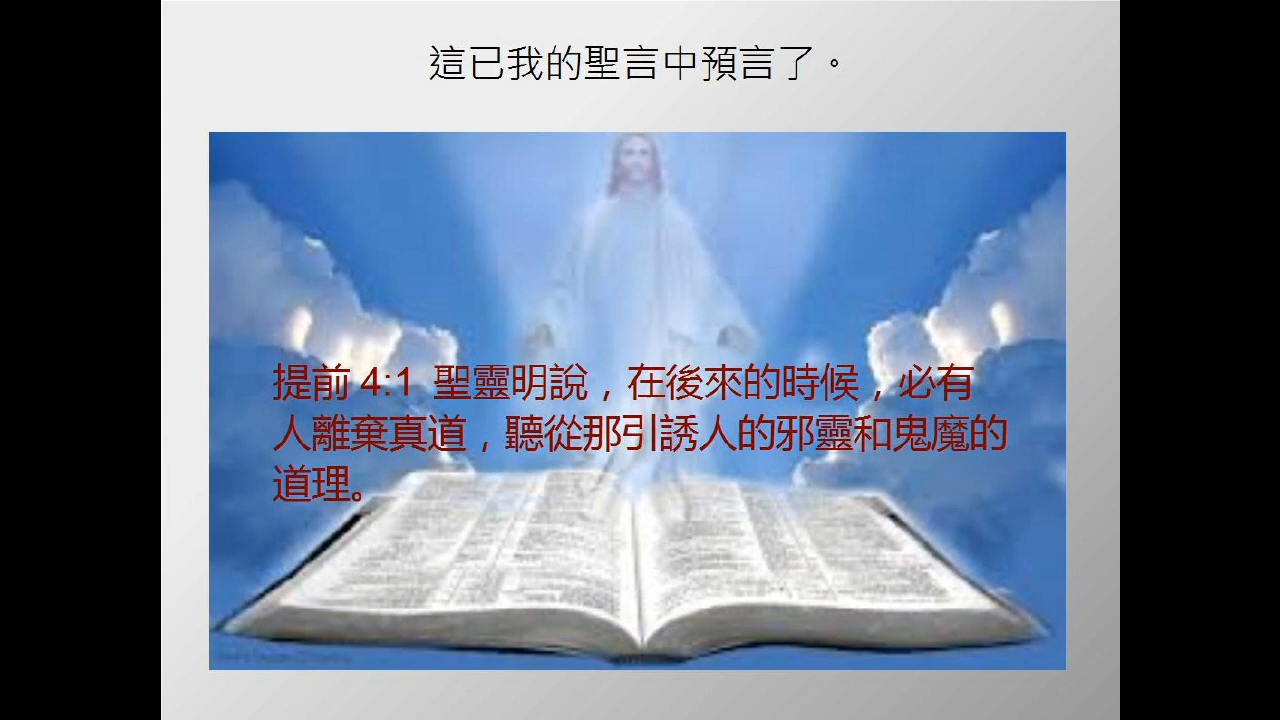 這已我的聖言中預言了。
提前 4:1 聖靈明說，在後來的時候，必有
人離棄真道，聽從那引誘人的邪靈和鬼魔的
道理。